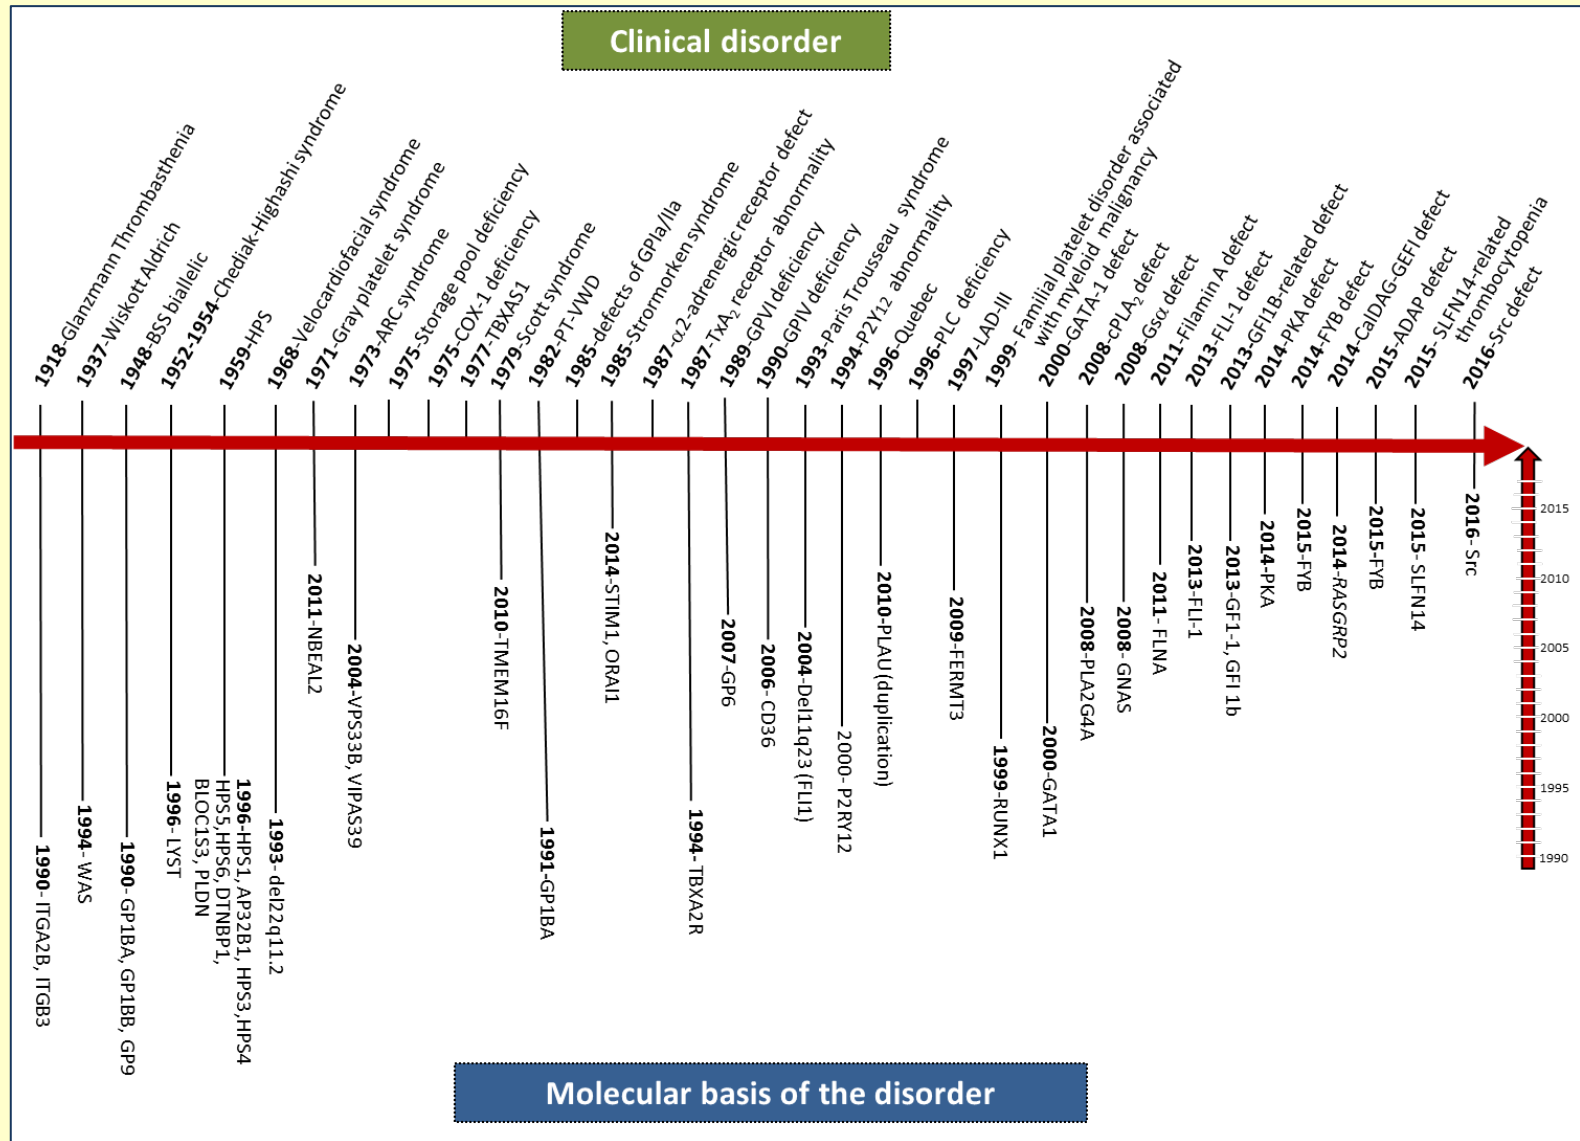 Clinical disorder
1918-Glanzmann Thrombasthenia
1937-Wiskott Aldrich
1948-BSS biallelic
1952-1954-Chediak-Highashi syndrome
1959-HPS
1968-Velocardiofacial syndrome
1971-Gray platelet syndrome
1973-ARC syndrome
1975-Storage pool deficiency
1975-COX-1 deficiency
1977-TBXAS1
1979-Scott syndrome
1982-PT-VWD
1985-defects of GPIa/IIa
1985-Stormorken syndrome
1987-α2-adrenergic receptor defect
1987-TxA₂ receptor abnormality
1989-GPVI deficiency
1990-GPIV deficiency
1993-Paris Trousseau syndrome
1994-P2Y₁₂ abnormality
1996-Quebec
1996-PLC deficiency
1997-LAD-III
1999- Familial platelet disorder associated
with myeloid malignancy
2000-GATA-1 defect
2008-cPLA₂ defect
2008-Gsα defect
2011-Filamin A defect
2013-FLI-1 defect
2013-GFI1B-related defect
2014-PKA defect
2014-FYB defect
2014-CalDAG-GEFI defect
2015-ADAP defect
2015- SLFN14-related
thrombocytopenia
2016-Src defect
1990- ITGA2B, ITGB3
1994- WAS
1990- GP1BA, GP1BB, GP9
1996- LYST
1996-HPS1, AP32B1, HPS3,HPS4
HPS5,HPS6, DTNBP1,
BLOC1S3, PLDN
1993- del22q11.2
2011-NBEAL2
2004-VPS33B, VIPAS39
2010-TMEM16F
1991-GP1BA
2014-STIM1, ORAI1
1994- TBXA2R
2007-GP6
2006- CD36
2004-Del11q23 (FLI1)
2000- P2RY12
2010-PLAU (duplication)
2009-FERMT3
1999-RUNX1
2000-GATA1
2008-PLA2G4A
2008- GNAS
2011- FLNA
2013-FLI-1
2013-GF1-1, GFI 1b
2014-PKA
2015-FYB
2014-RASGRP2
2015-FYB
2015- SLFN14
2016- Src
2015
2010
2005
2000
1995
1990
Molecular basis of the disorder